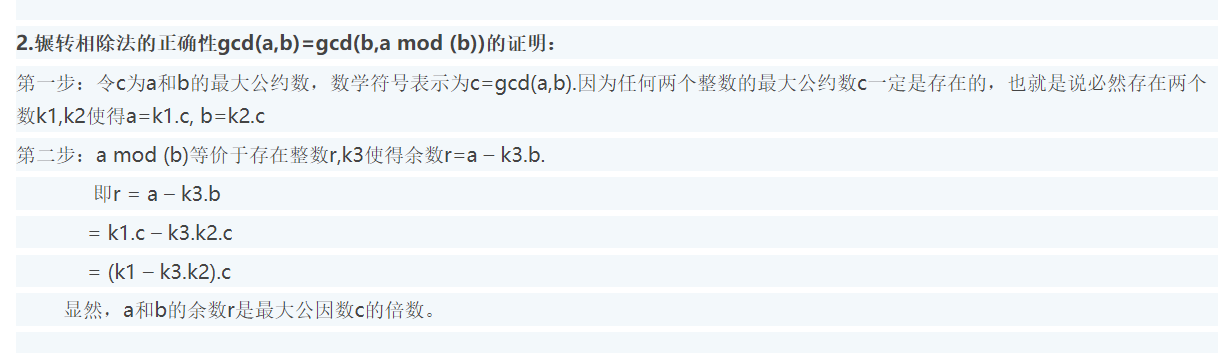 2.辗转相除法的正确性gcd(a,b)=gcd(b,a mod (b))的证明：
第一步：令c为a和b的最大公约数，数学符号表示为c=gcd(a,b).因为任何两个整数的最大公约数c一定是存在的，也就是说必然存在两个
数k1,k2使得a=k1.c, b=k2.c
第二步：a mod (b)等价于存在整数r,k3使得余数r=a – k3.b.
即r = a – k3.b
= k1.c – k3.k2.c
= (k1 – k3.k2).c
显然，a和b的余数r是最大公因数c的倍数。